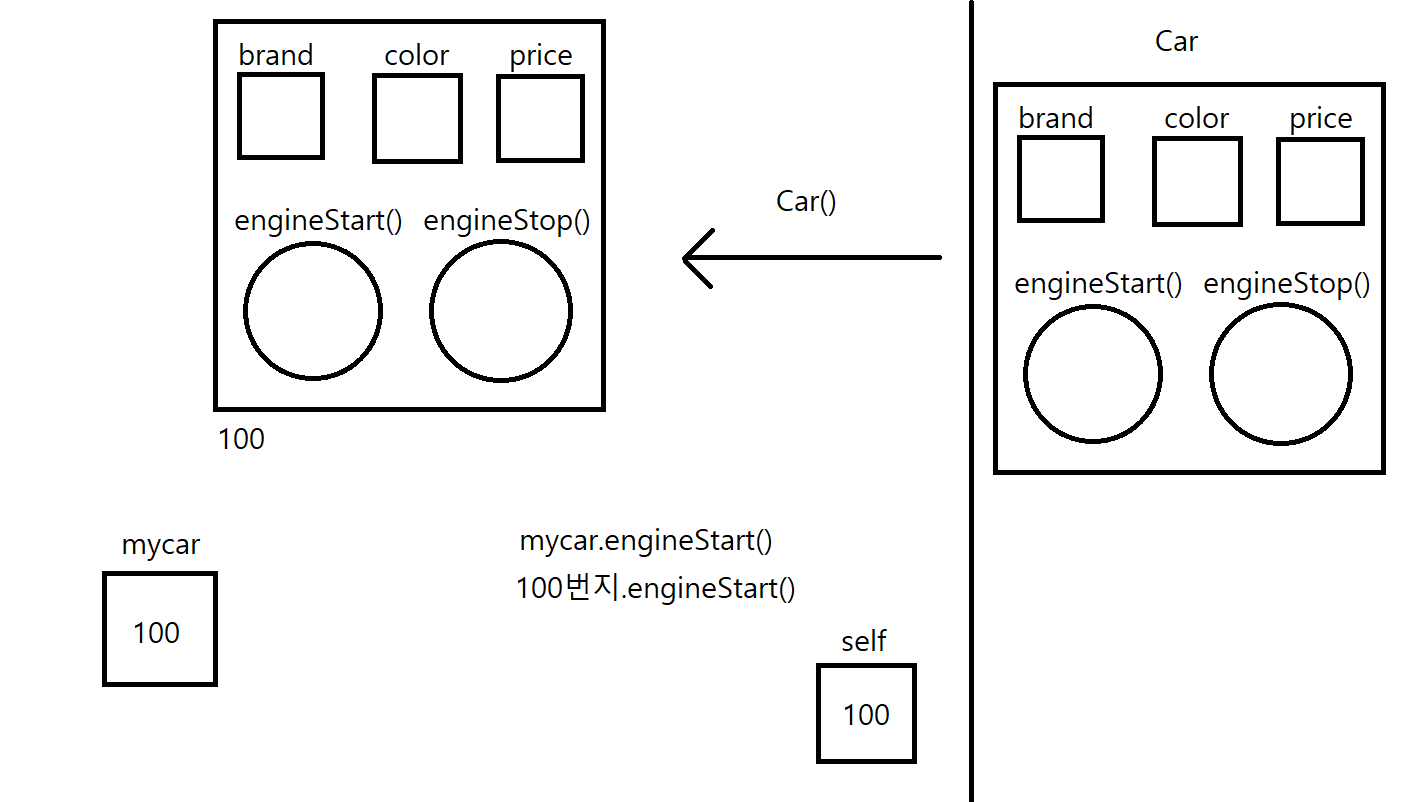 brand color price
engineStart() engineStop()
100
Car()
Car
brand color price
engineStart() engineStop()
mycar
100
mycar.engineStart()
100번지.engineStart()
self
100